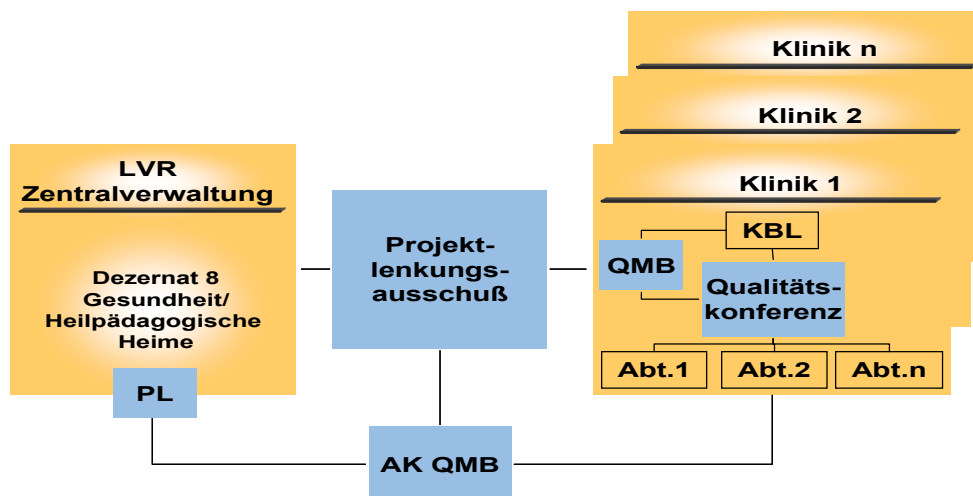 LVR
Zentralverwaltung
Dezernat 8
Gesundheit/
Heilpädagogische
Heime
PL
Projekt-
lenkungs-
ausschuß
AK QMB
Klinik n
Klinik 2
Klinik 1
KBL
QMB
Qualitäts-
konferenz
Abt.1
Abt.2
Abt.n